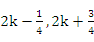 2k − 1/4, 2k + 3/4